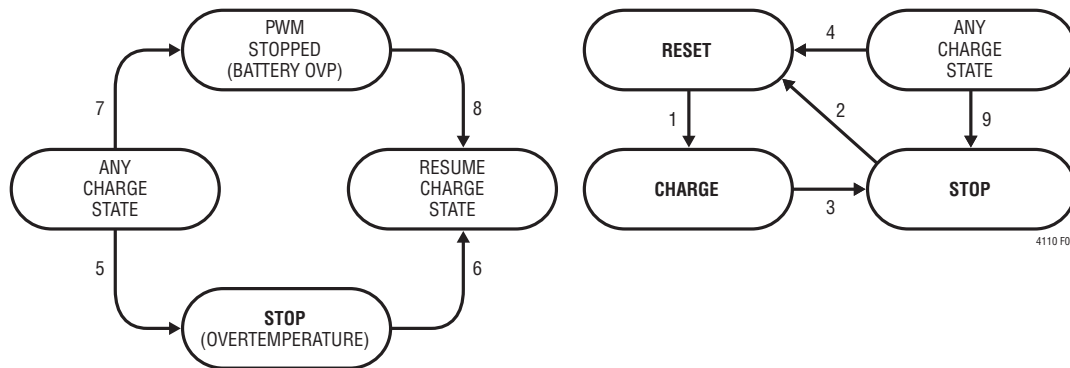 PWM
STOPPED
(BATTERY OVP)
7
8
ANY
CHARGE
STATE
RESUME
CHARGE
STATE
5
6
STOP
(OVERTEMPERATURE)
RESET
4
ANY
CHARGE
STATE
1
2
9
CHARGE
3
STOP
4110 F0